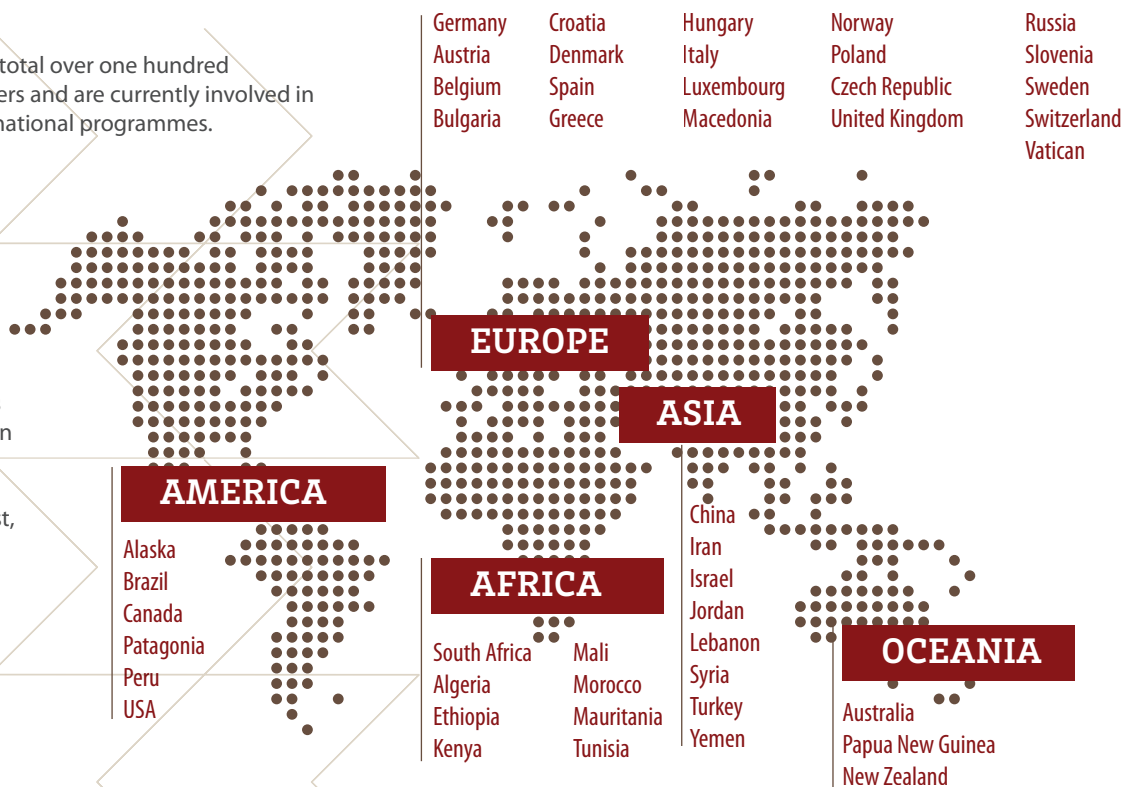 total over one hundred
ers and are currently involved in
national programmes.
n
st,
Germany
Austria
Belgium
Bulgaria
Croatia
Denmark
Spain
Greece
Hungary
Italy
Luxembourg
Macedonia
Norway
Poland
Czech Republic
United Kingdom
Russia
Slovenia
Sweden
Switzerland
Vatican
EUROPE
ASIA
China
Iran
Israel
Jordan
Lebanon
Syria
Turkey
Yemen
AMERICA
Alaska
Brazil
Canada
Patagonia
Peru
USA
AFRICA
South Africa
Algeria
Ethiopia
Kenya
Mali
Morocco
Mauritania
Tunisia
OCEANIA
Australia
Papua New Guinea
New Zealand